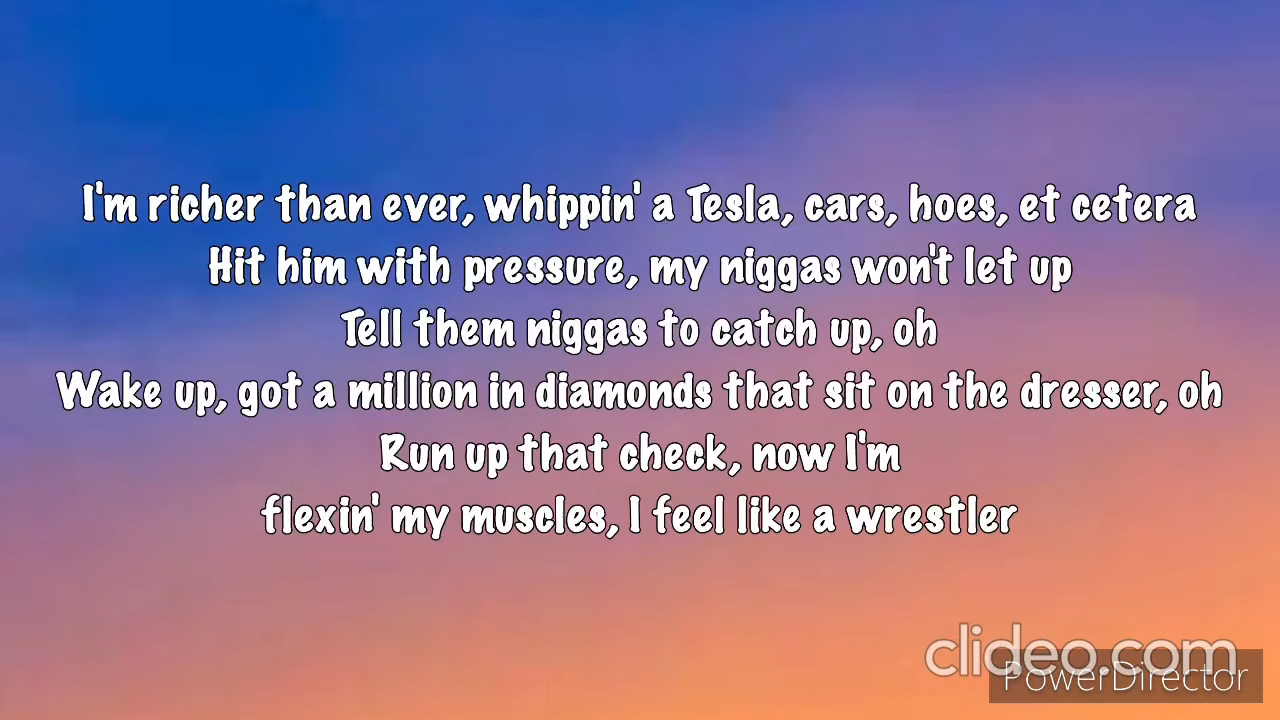 I'm richer than ever, whippin' a Tesla, cars, hoes, et cetera
Hit him with pressure, my niggas won't let up
Tell them niggas to catch up, oh
Wake up, got a million in diamonds that sit on the dresser, oh
Run up that check, now I'm
flexin' my muscles, I feel like a wrestler
clideo.com
PowerDirector